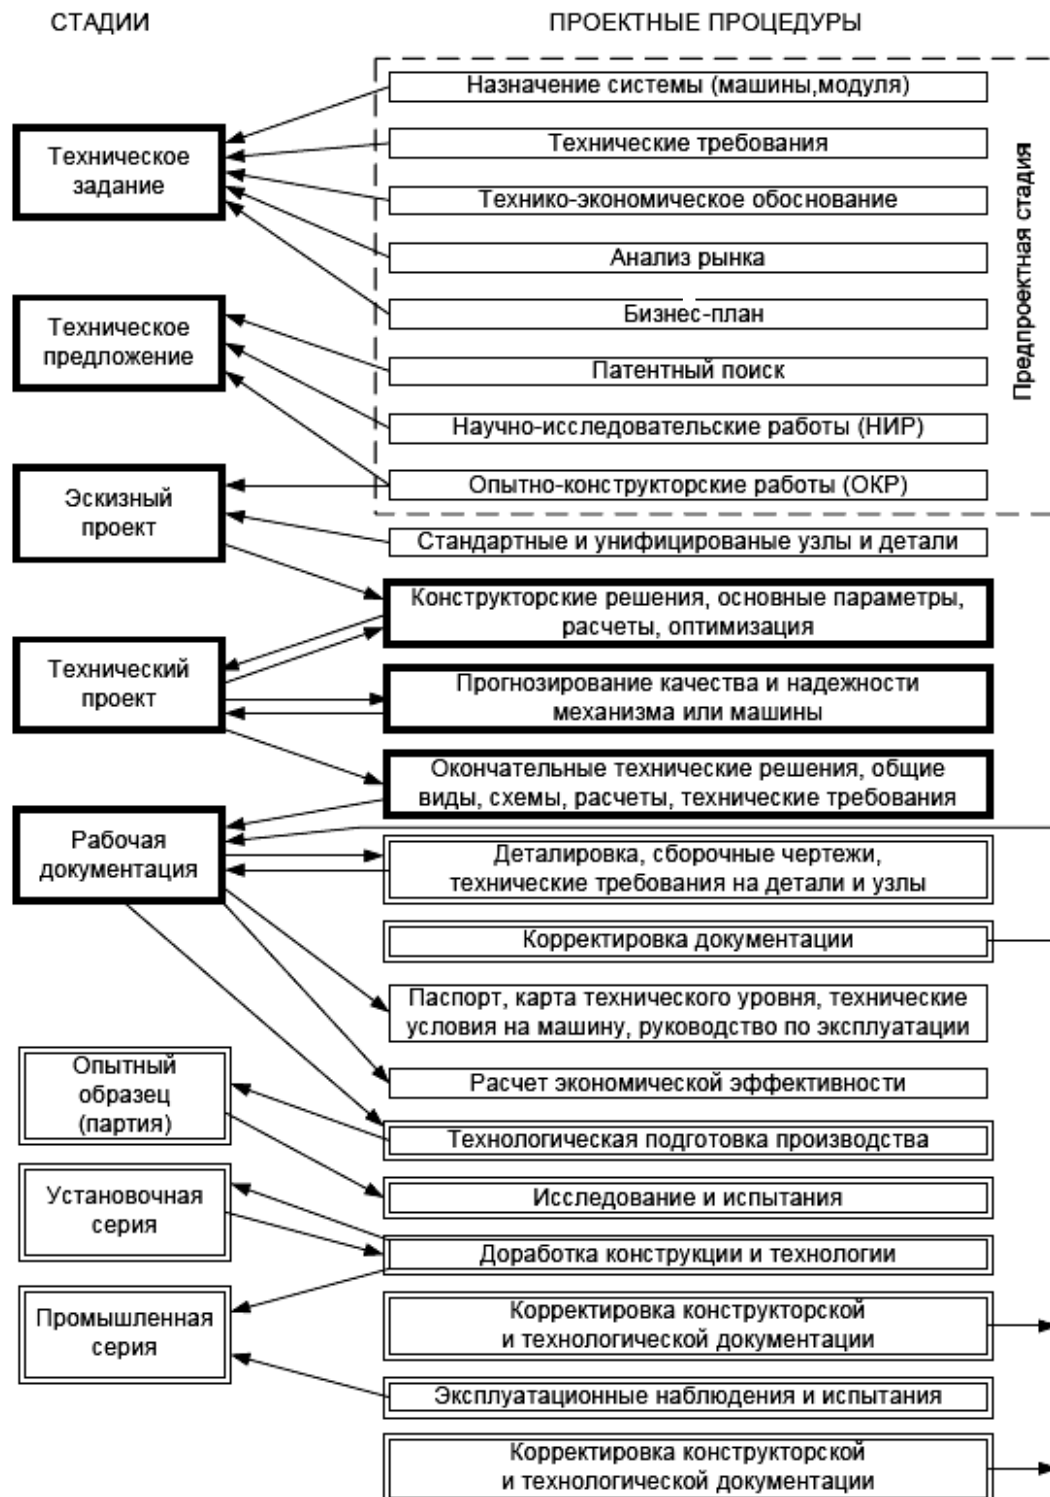 СТАДИИ
ПРОЕКТНЫЕ ПРОЦЕДУРЫ
Назначение системы (машины,модуля)
Техническое
задание
Технические требования
Технико-экономическое обоснование
Анализ рынка
Бизнес-план
Предпроектная стадия
Техническое
предложение
Патентный поиск
Научно-исследовательские работы (НИР)
Опытно-конструкторские работы (ОКР)
Эскизный
проект
Стандартные и унифицированые узлы и детали
Конструкторские решения, основные параметры,
расчеты, оптимизация
Технический
проект
Прогнозирование качества и надежности
механизма или машины
Окончательные технические решения, общие
виды, схемы, расчеты, технические требования
Рабочая
документация
Деталировка, сборочные чертежи,
технические требования на детали и узлы
Корректировка документации
Паспорт, карта технического уровня, технические
условия на машину, руководство по эксплуатации
Опытный
образец
(партия)
Расчет экономической эффективности
Технологическая подготовка производства
Установочная
серия
Исследование и испытания
Доработка конструкции и технологии
Промышленная
серия
Корректировка конструкторской
и технологической документации
Эксплуатационные наблюдения и испытания
Корректировка конструкторской
и технологической документации